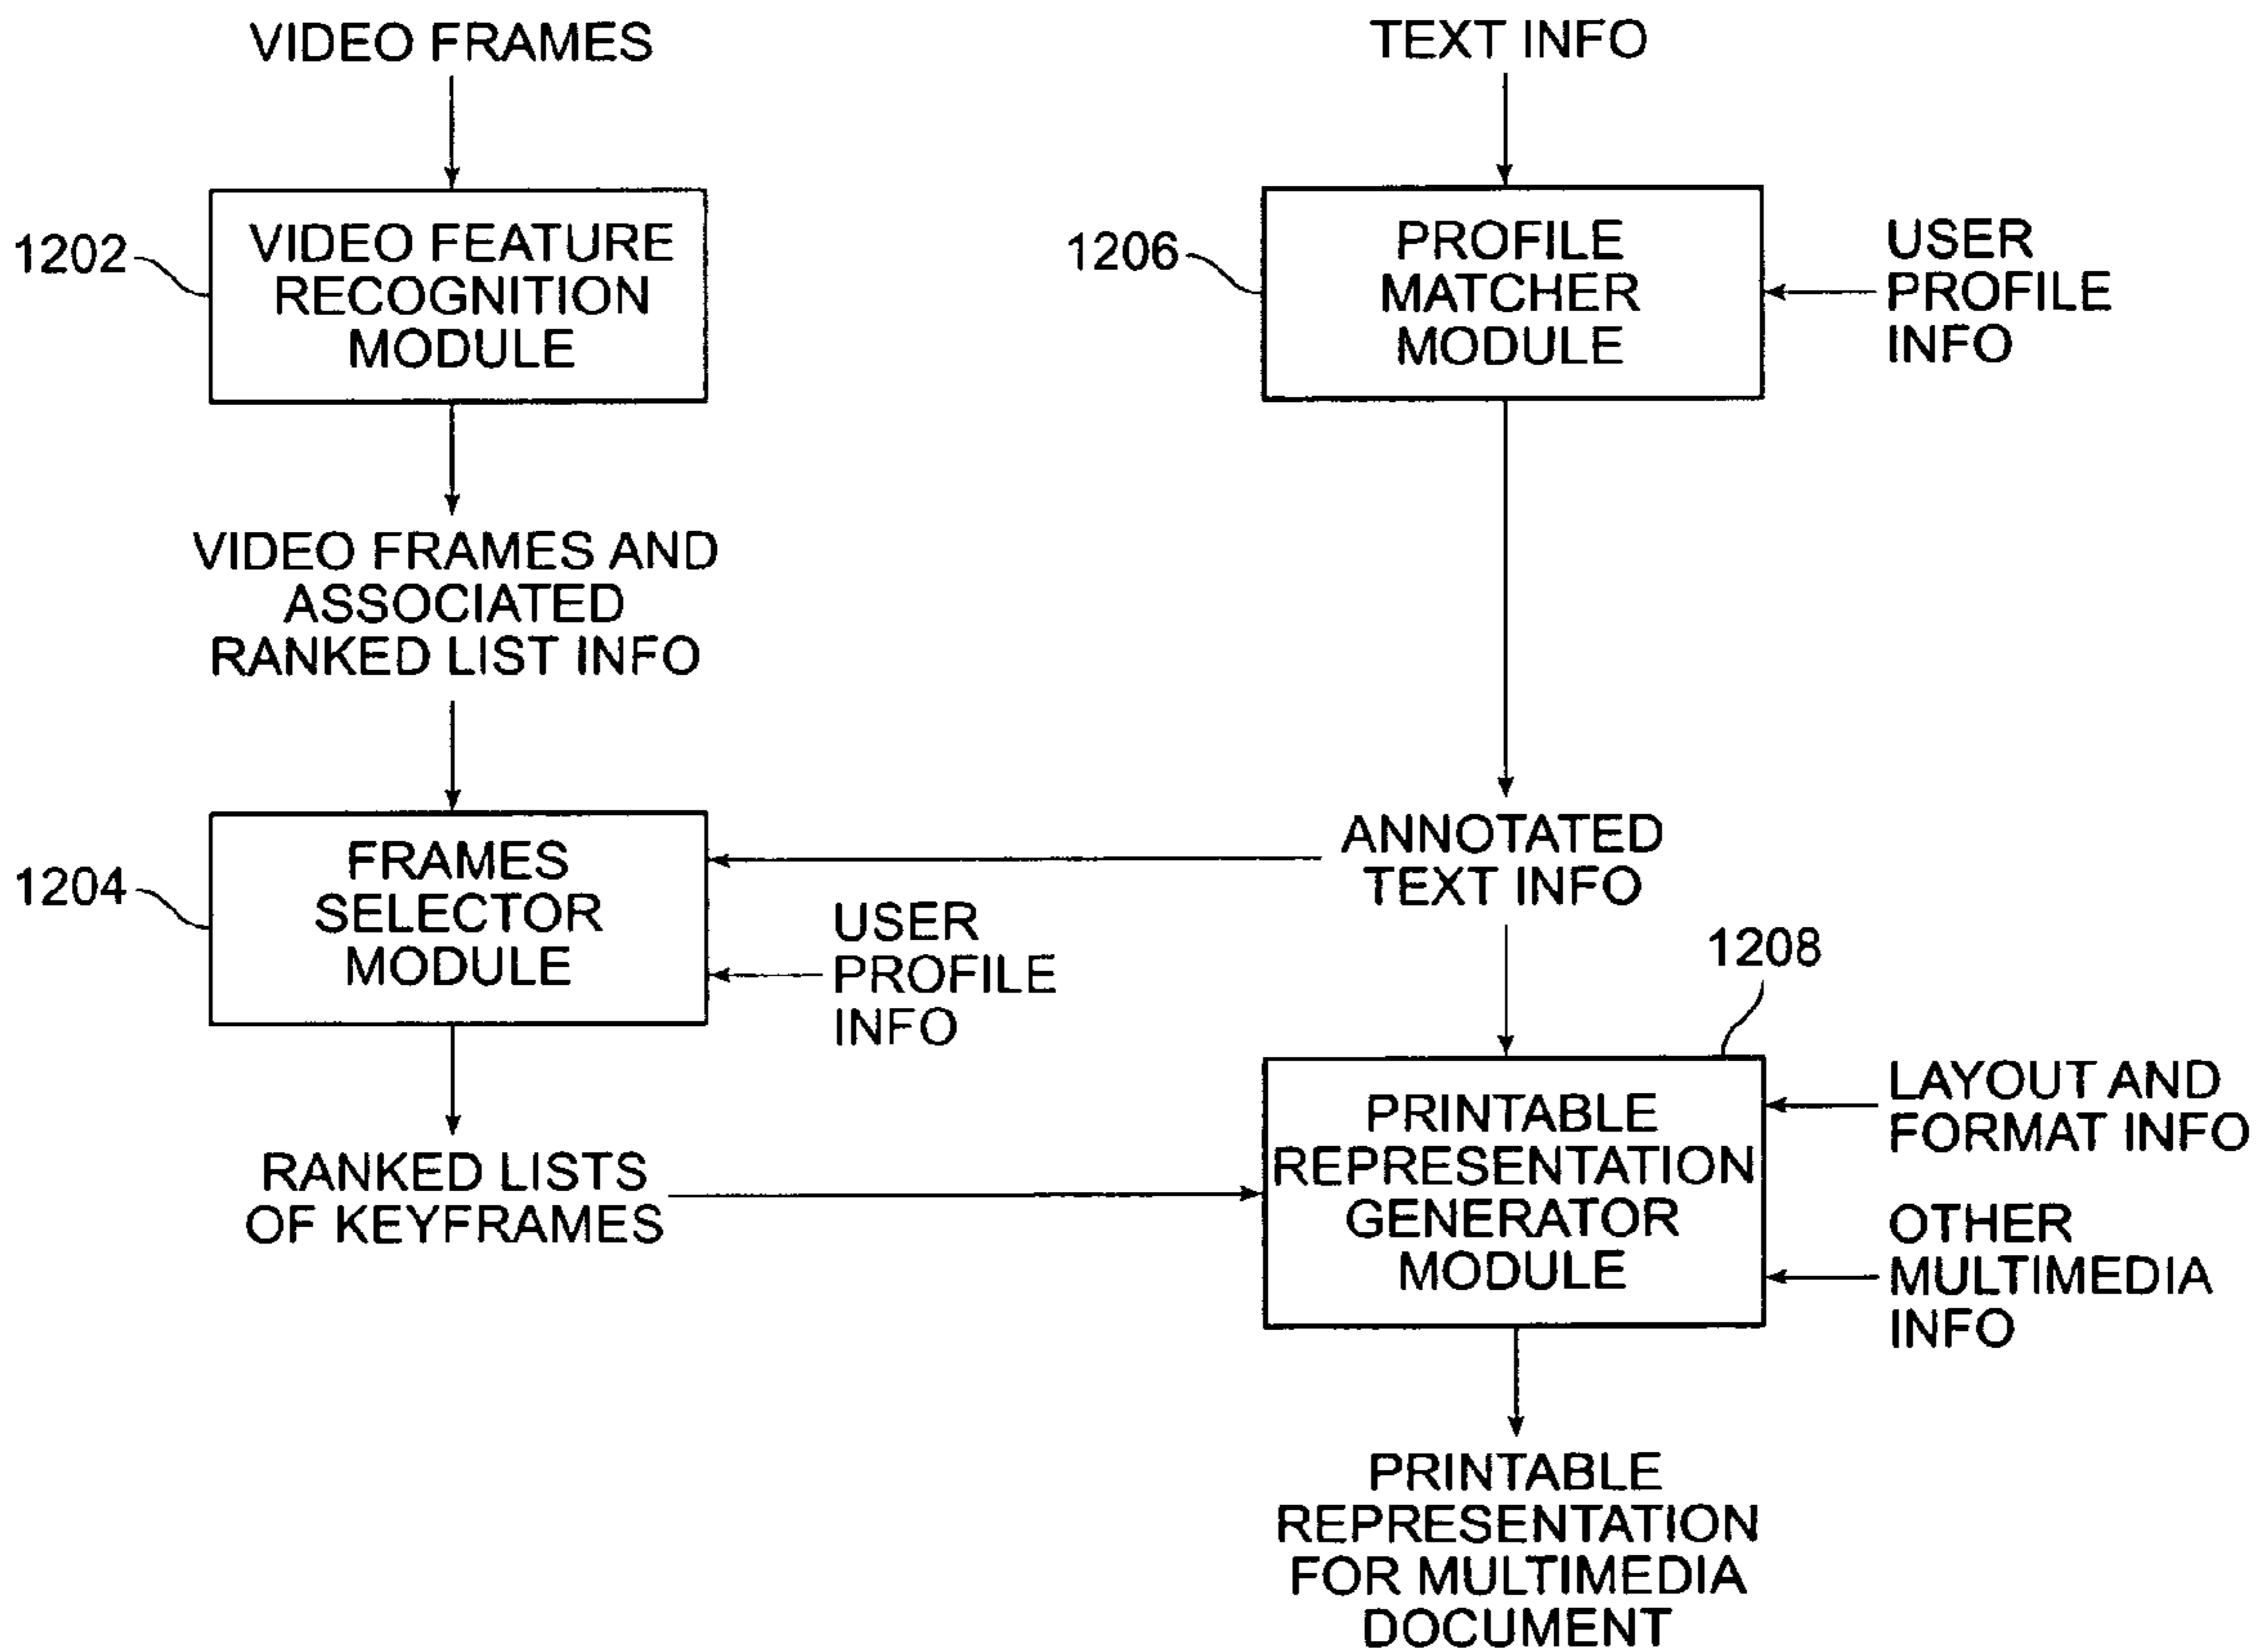 VIDEO FRAMES
TEXT INFO
1202
VIDEO FEATURE
RECOGNITION
MODULE
1206
PROFILE
MATCHER
MODULE
USER
PROFILE
INFO
VIDEO FRAMES AND
ASSOCIATED
RANKED LIST INFO
1204
FRAMES
SELECTOR
MODULE
USER
PROFILE
INFO
ANNOTATED
TEXT INFO
1208
RANKED LISTS
OF KEYFRAMES
PRINTABLE
REPRESENTATION
GENERATOR
MODULE
LAYOUT AND
FORMAT INFO
OTHER
MULTIMEDIA
INFO
PRINTABLE
REPRESENTATION
FOR MULTIMEDIA
DOCUMENT